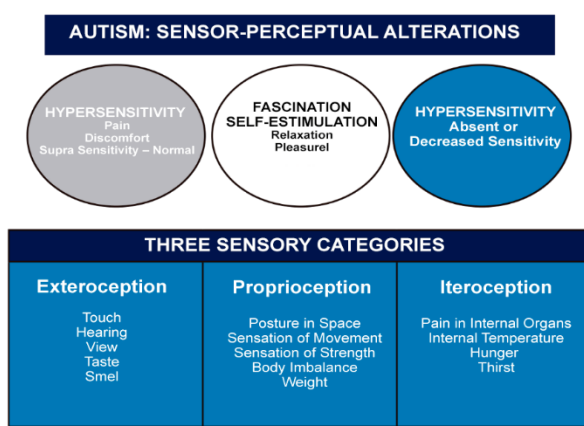 AUTISM: SENSOR-PERCEPTUAL ALTERATIONS
HYPERSENSITIVITY
Pain
Discomfort
Supra Sensitivity – Normal
FASCINATION
SELF-ESTIMULATION
Relaxation
Pleasurel
HYPERSENSITIVITY
Absent or
Decreased Sensitivity
THREE SENSORY CATEGORIES
Exteroception
Touch
Hearing
View
Taste
Smel
Proprioception
Posture in Space
Sensation of Movement
Sensation of Strength
Body Imbalance
Weight
Iteroception
Pain in Internal Organs
Internal Temperature
Hunger
Thirst